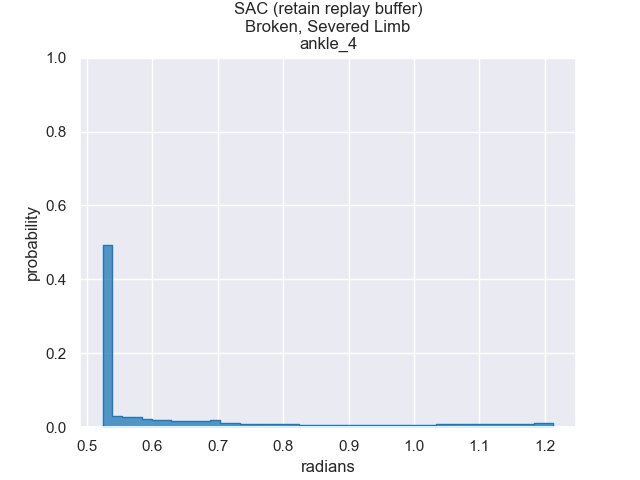 SAC (retain replay buffer)
Broken, Severed Limb
ankle_4
1.0
0.8
0.6
0.4
0.2
0.0
probability
0.5 0.6 0.7 0.8 0.9 1.0 1.1 1.2
radians